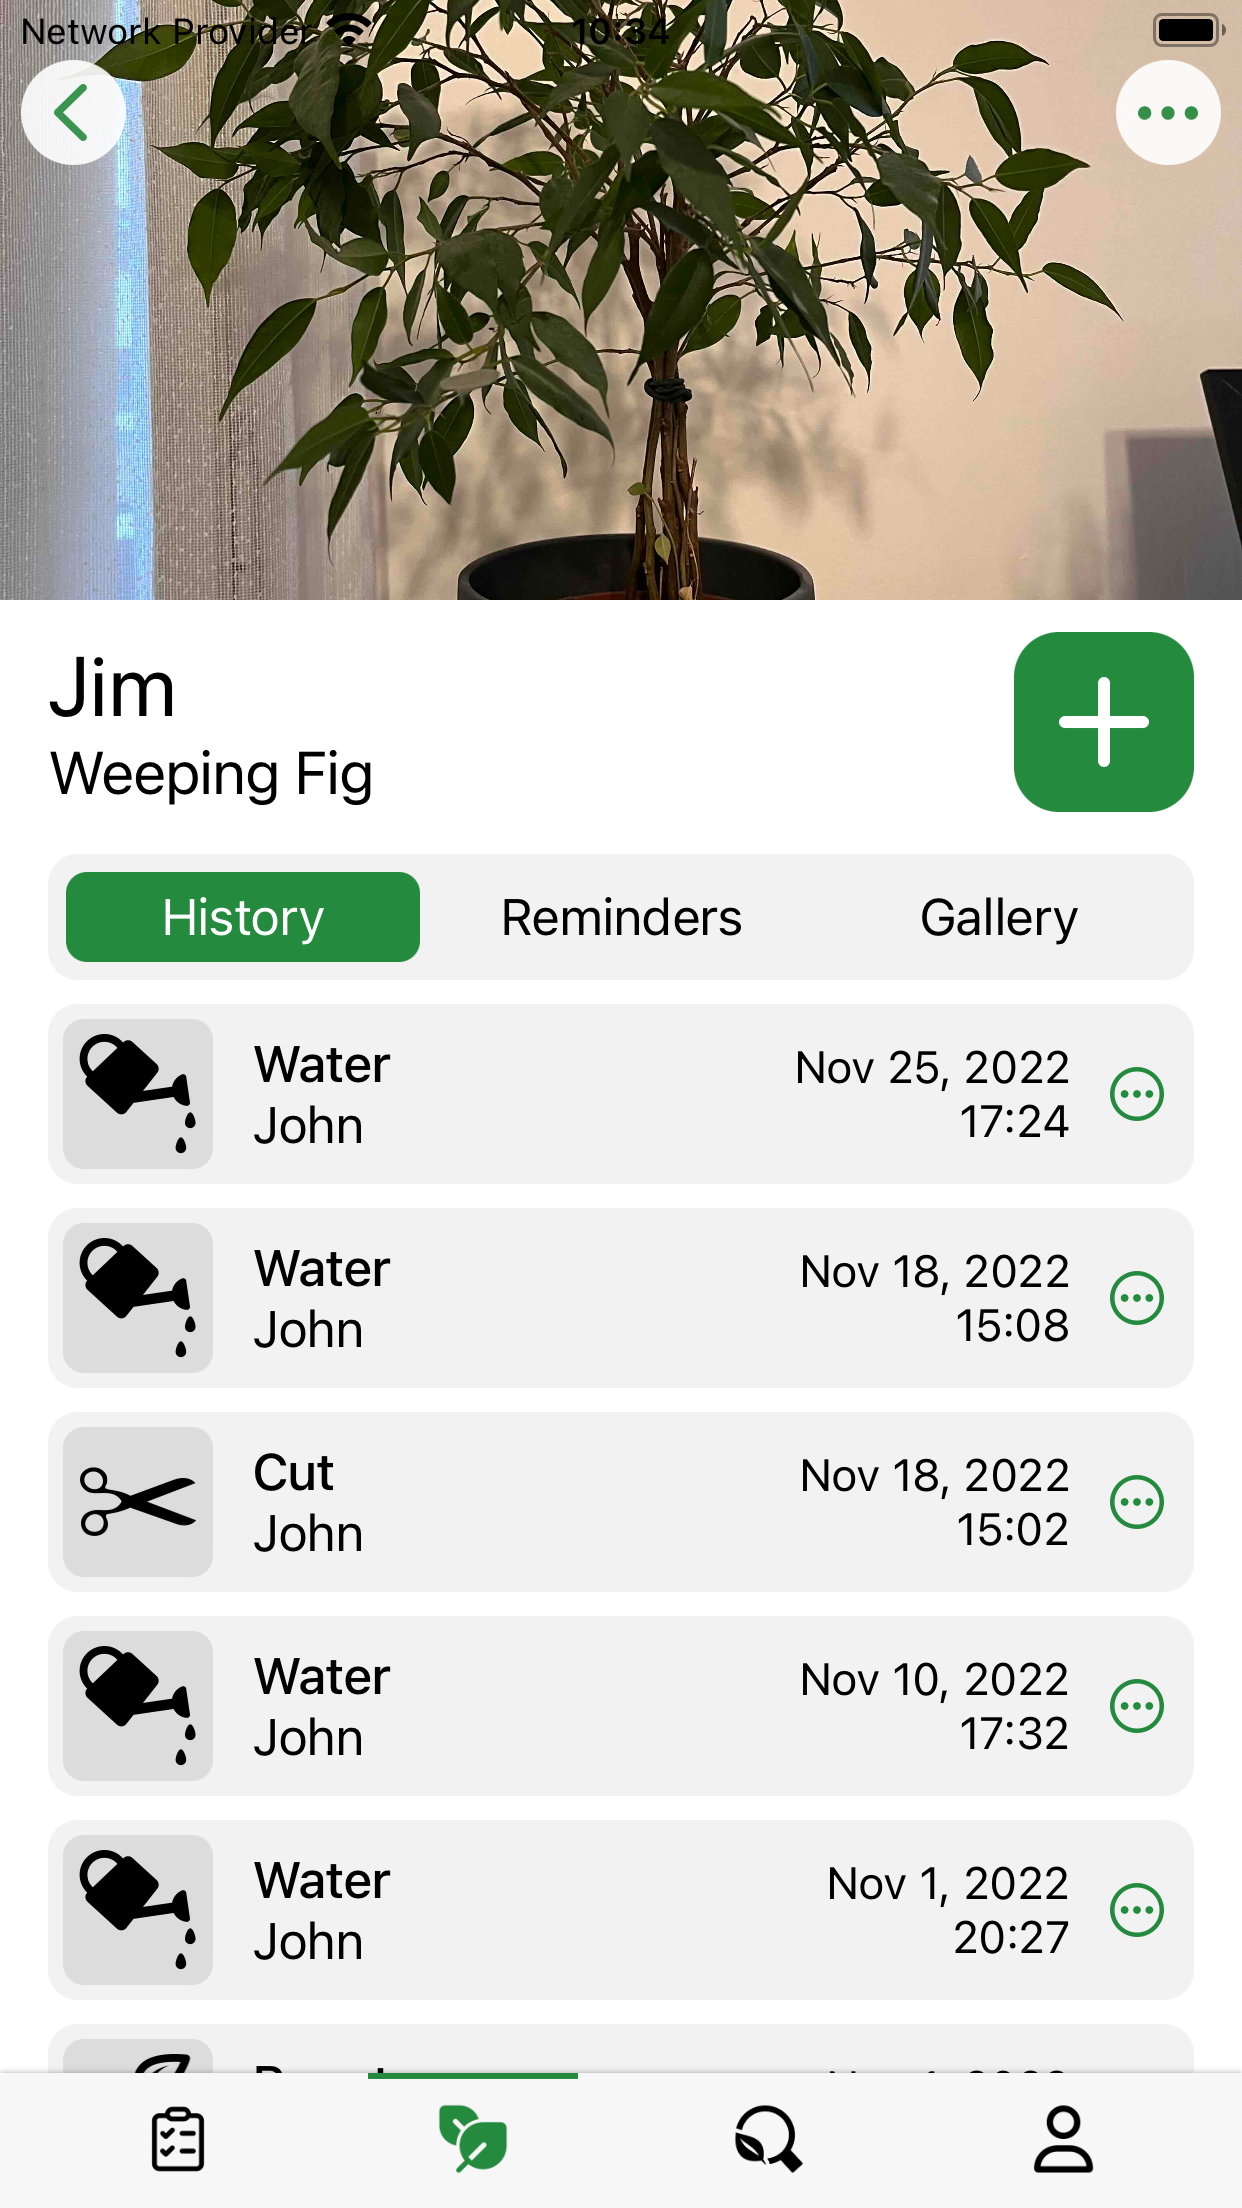 Network Provider 10:34
Jim
Weeping Fig
History Reminders Gallery
Water Nov 25, 2022
John 17:24
Water Nov 18, 2022
John 15:08
Cut Nov 18, 2022
John 15:02
Water Nov 10, 2022
John 17:32
Water Nov 1, 2022
John 20:27